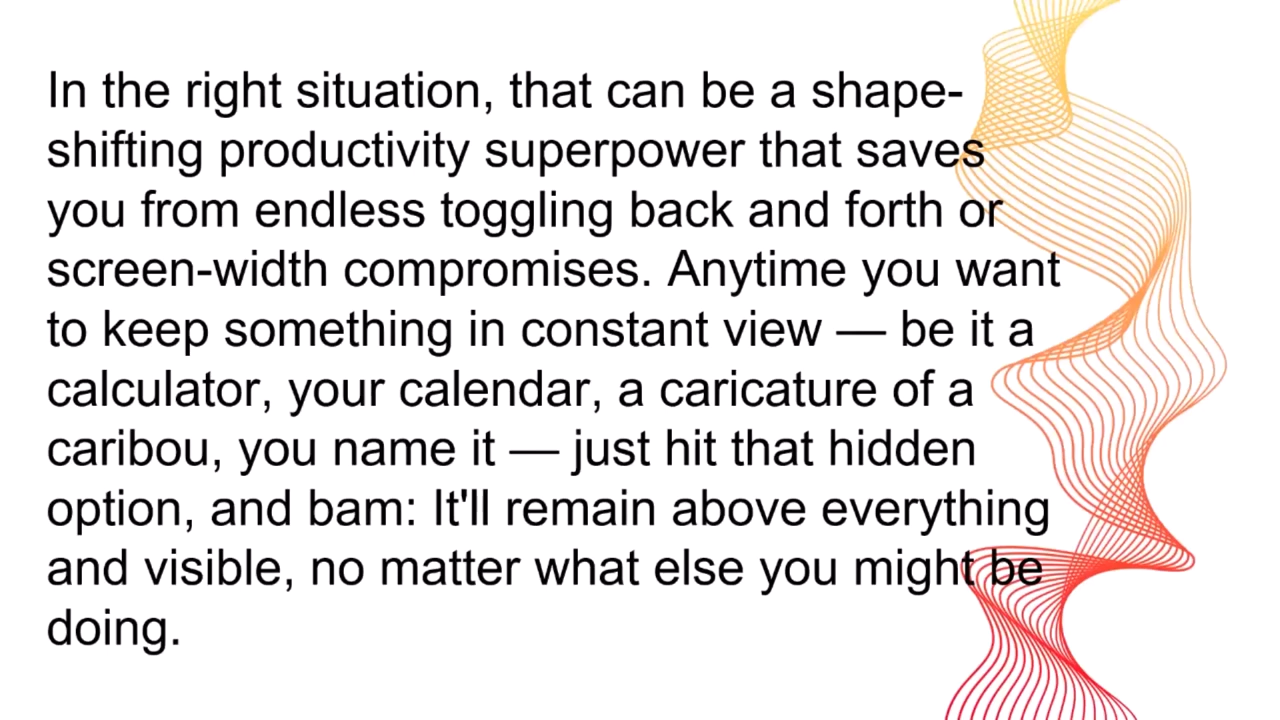 In the right situation, that can be a shape-
shifting productivity superpower that saves
you from endless toggling back and forth or
screen-width compromises. Anytime you want
to keep something in constant view — be it a
calculator, your calendar, a caricature of a
caribou, you name it — just hit that hidden
option, and bam: It'll remain above everything
and visible, no matter what else you might be
doing.